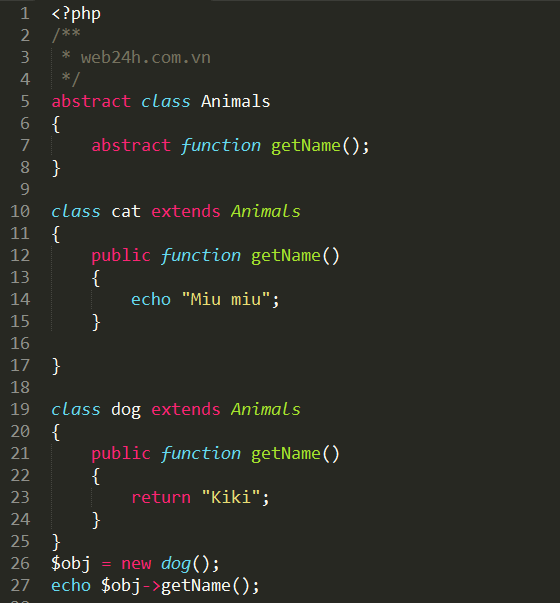 1 <?php
2 /**
3  * web24h.com.vn
4  */
5 abstract class Animals
6 {
7     abstract function getName();
8 }
9
10 class cat extends Animals
11 {
12     public function getName()
13     {
14         echo "Miu miu";
15     }
16
17 }
18
19 class dog extends Animals
20 {
21     public function getName()
22     {
23         return "Kiki";
24     }
25 }
26 $obj = new dog();
27 echo $obj->getName();